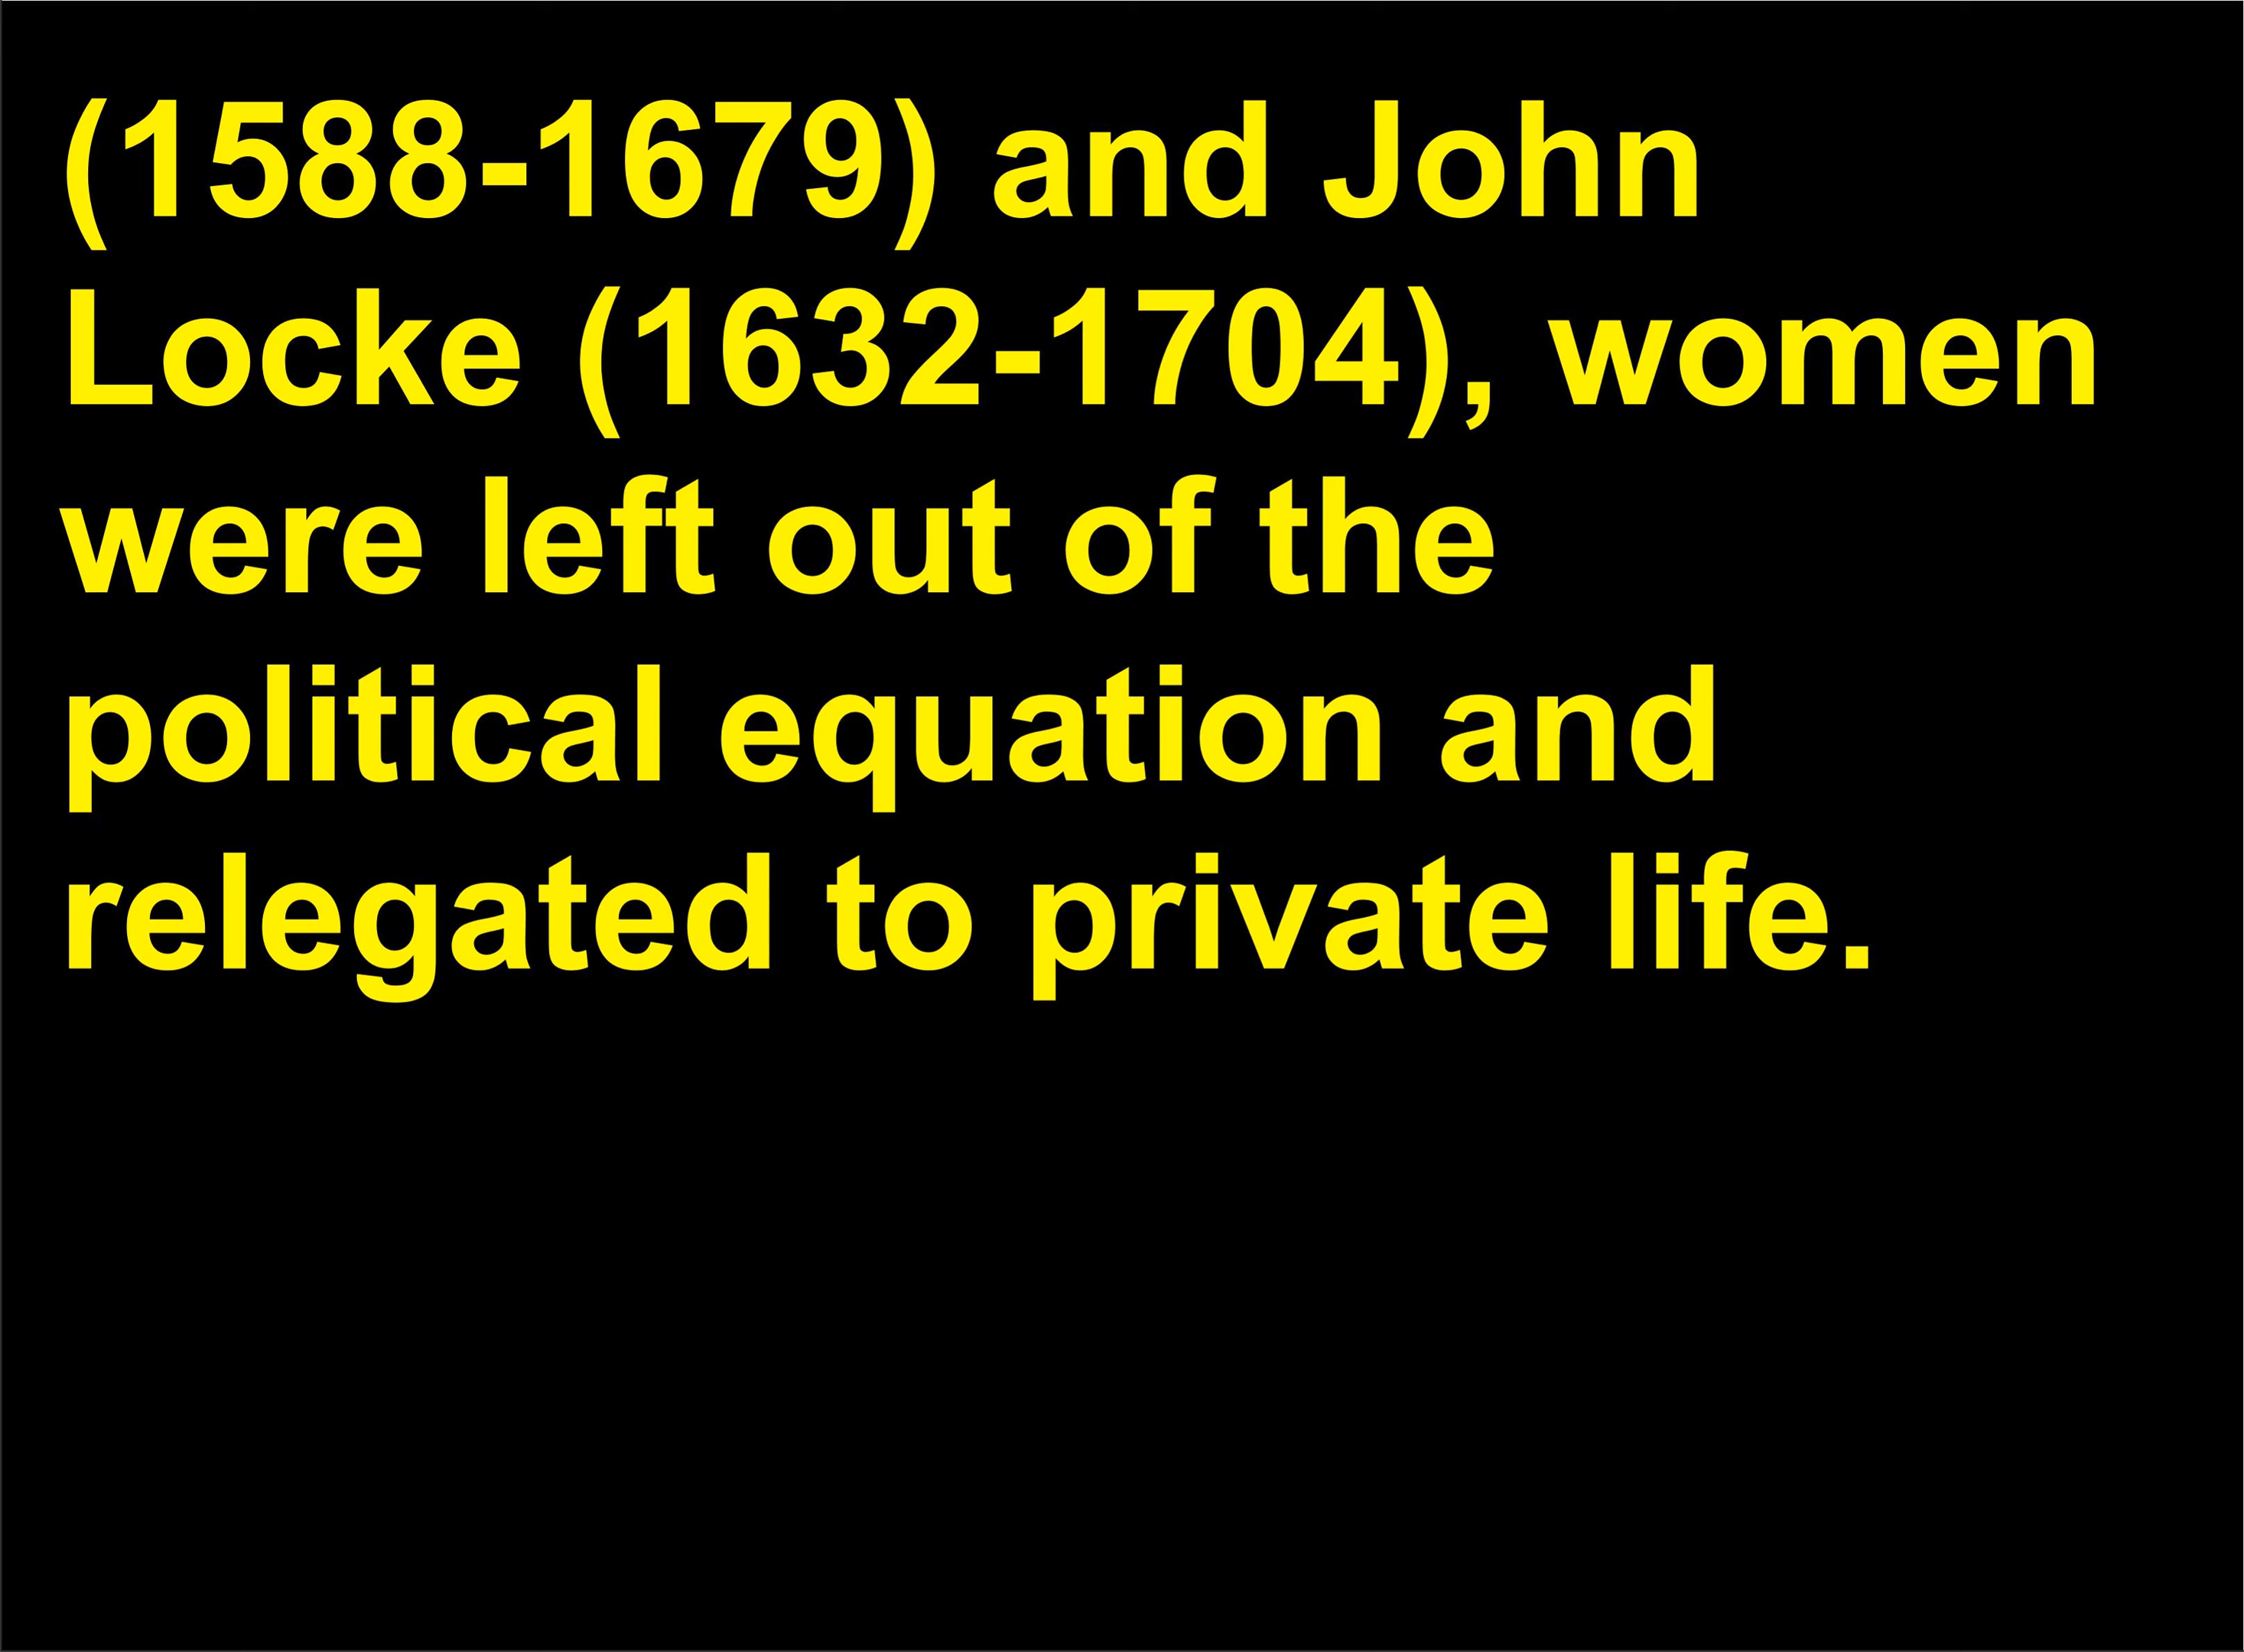 (1588-1679) and John
Locke (1632-1704), women
were left out of the
political equation and
relegated to private life.